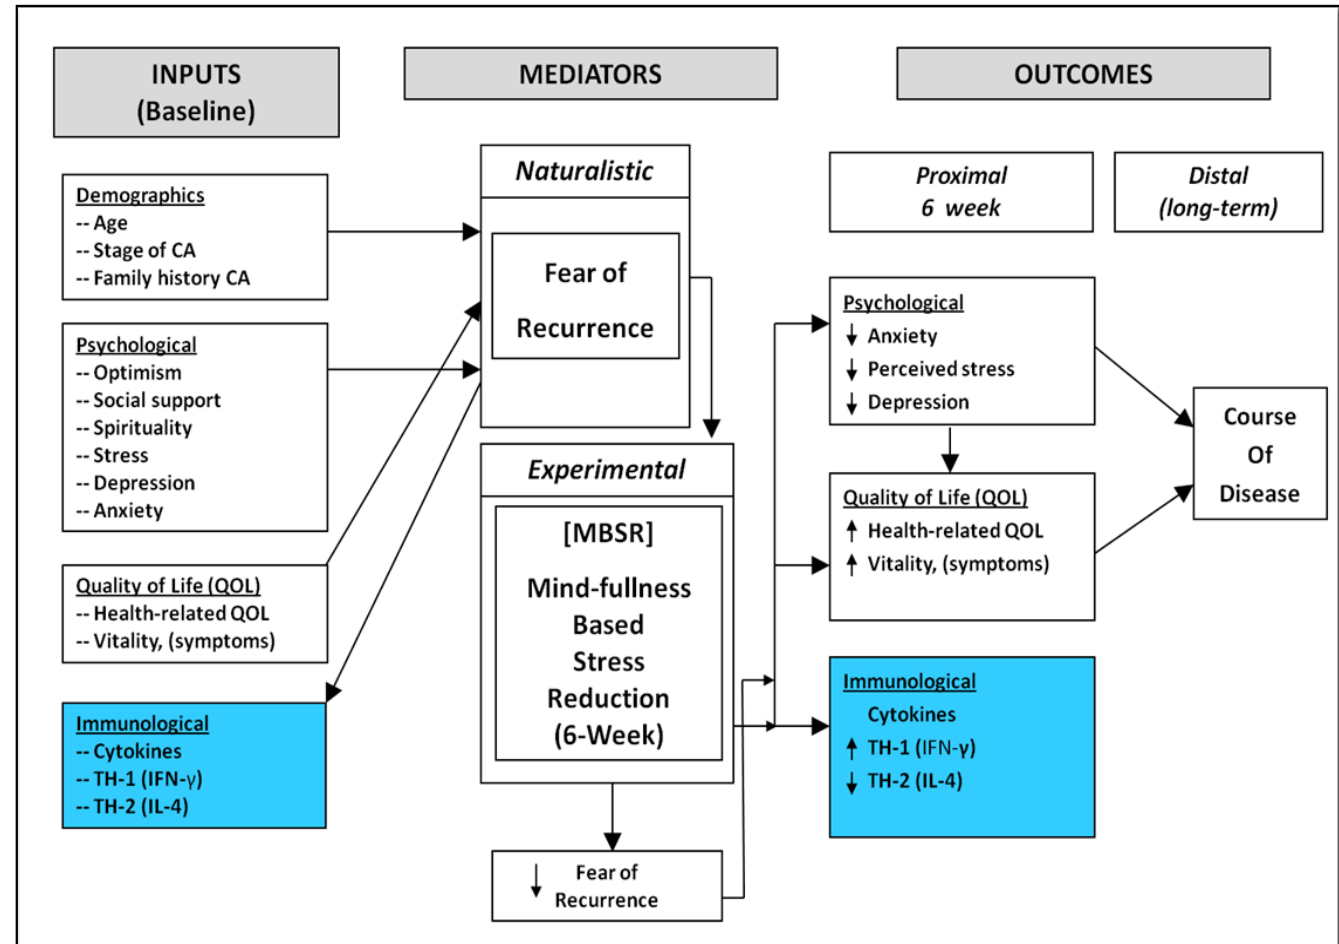 INPUTS
(Baseline)
MEDIATORS
OUTCOMES
Demographics
-- Age
-- Stage of CA
-- Family history CA
Psychological
-- Optimism
-- Social support
-- Spirituality
-- Stress
-- Depression
-- Anxiety
Quality of Life (QOL)
-- Health-related QOL
-- Vitality, (symptoms)
Immunological
-- Cytokines
-- TH-1 (IFN-γ)
-- TH-2 (IL-4)
Naturalistic
Fear of
Recurrence
Experimental
[MBSR]
Mind-fullness
Based
Stress
Reduction
(6-Week)
↓ Fear of
Recurrence
Proximal
6 week
Distal
(long-term)
Psychological
↓ Anxiety
↓ Perceived stress
↓ Depression
Quality of Life (QOL)
↑ Health-related QOL
↑ Vitality, (symptoms)
Immunological
Cytokines
↑ TH-1 (IFN-γ)
↓ TH-2 (IL-4)
Course
Of
Disease